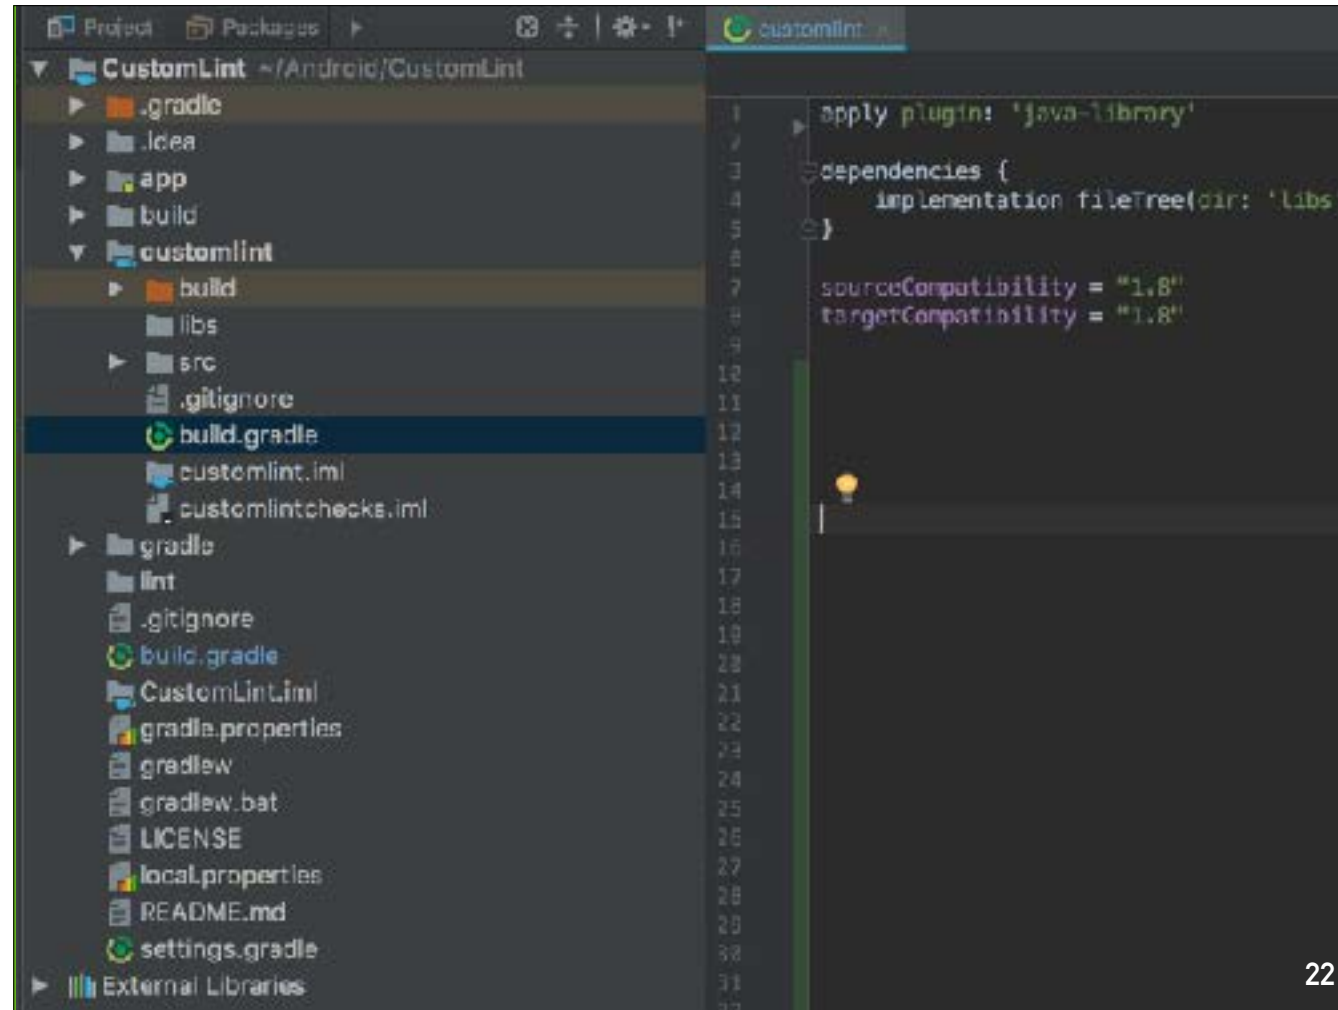 Project Packages
customlint
CustomLint ~/Android/CustomLint
.gradle
.idea
app
build
customlint
build
libs
src
.gitignore
build.gradle
customlint.iml
customlintchecks.iml
gradle
lint
.gitignore
build.gradle
CustomLint.iml
gradle.properties
gradlew
gradlew.bat
LICENSE
local.properties
README.md
settings.gradle
External Libraries
1 apply plugin: 'java-library'
2
3 dependencies {
4 implementation fileTree(dir: 'libs
5 }
6
7 sourceCompatibility = "1.8"
8 targetCompatibility = "1.8"
9
10
11
12
13
14
15
16
17
18
19
20
21
22
23
24
25
26
27
28
29
30
31
22